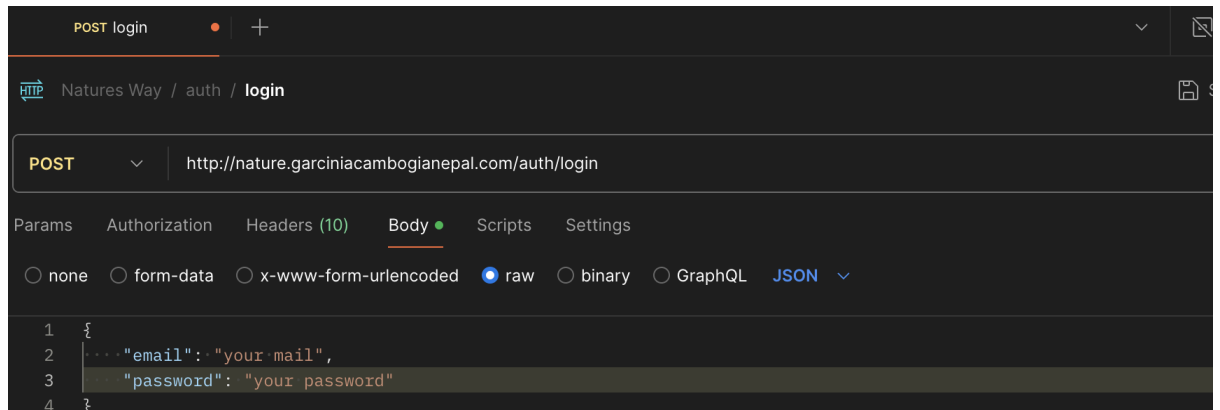 POST login
HTTP Natures Way / auth / login
POST http://nature.garciniacambogianepal.com/auth/login
Params Authorization Headers (10) Body Scripts Settings
none form-data x-www-form-urlencoded raw binary GraphQL JSON
1 {
2 "email": "your mail",
3 "password": "your password"
4 }